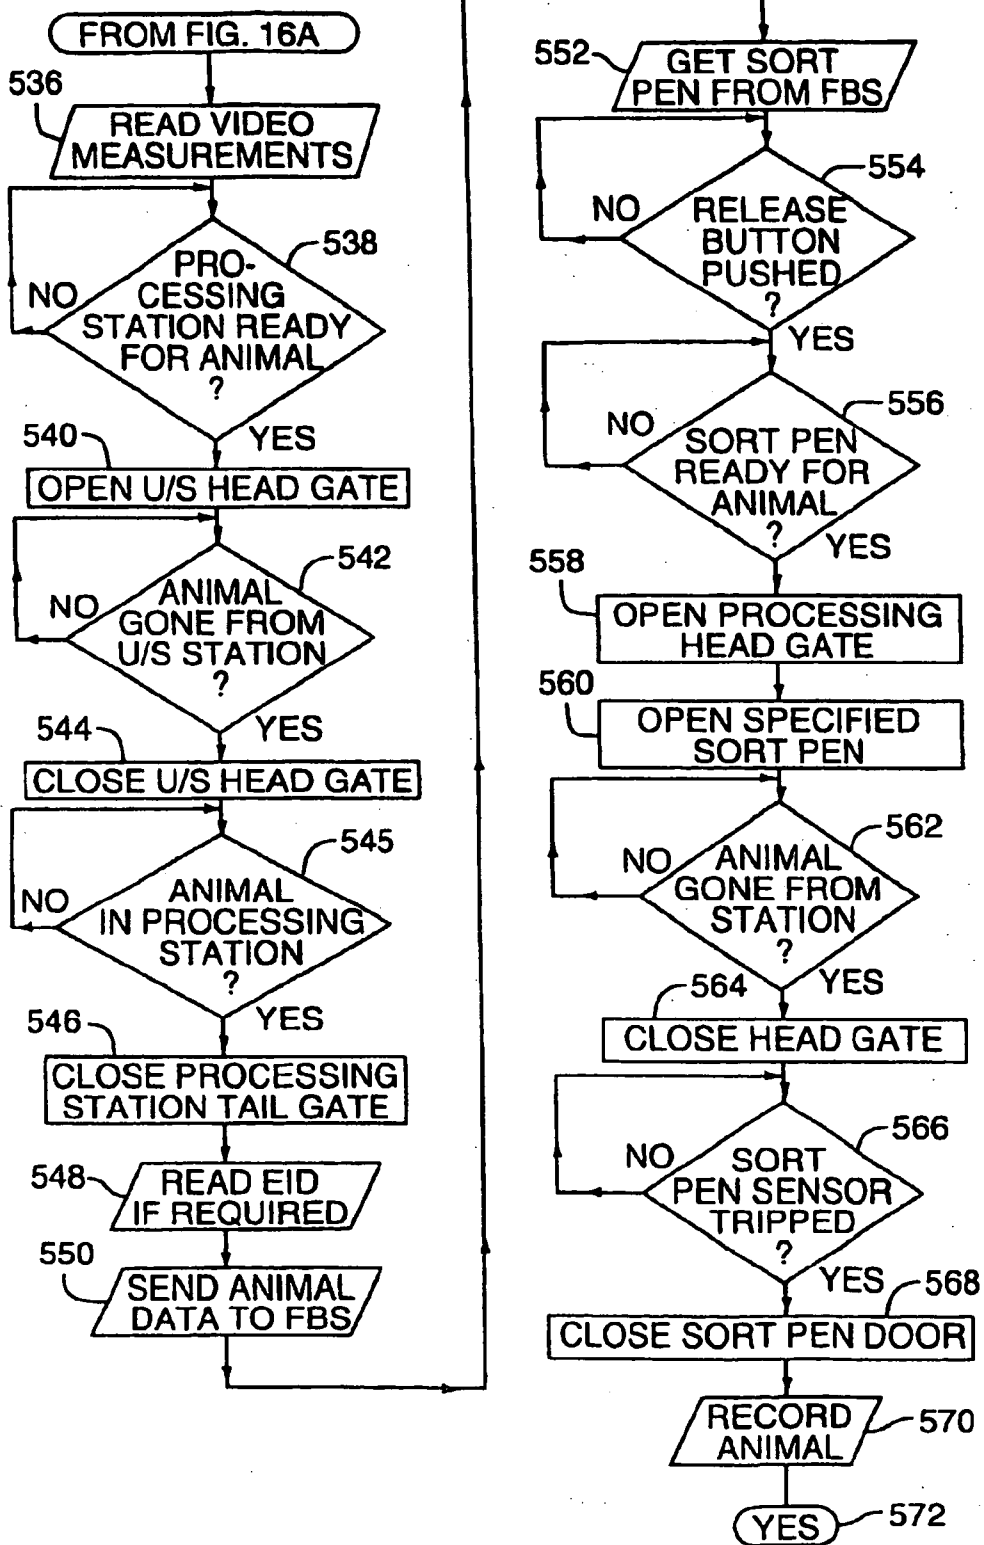 FROM FIG. 16A
536
READ VIDEO
MEASUREMENTS
538
PRO-
CESSING
STATION READY
FOR ANIMAL
?
NO
YES
540
OPEN U/S HEAD GATE
542
ANIMAL
GONE FROM
U/S STATION
?
NO
YES
544
CLOSE U/S HEAD GATE
545
ANIMAL
IN PROCESSING
STATION
?
NO
YES
546
CLOSE PROCESSING
STATION TAIL GATE
548
READ EID
IF REQUIRED
550
SEND ANIMAL
DATA TO FBS
552
GET SORT
PEN FROM FBS
554
RELEASE
BUTTON
PUSHED
?
NO
YES
556
SORT PEN
READY FOR
ANIMAL
?
NO
YES
558
OPEN PROCESSING
HEAD GATE
560
OPEN SPECIFIED
SORT PEN
562
ANIMAL
GONE FROM
STATION
?
NO
YES
564
CLOSE HEAD GATE
566
SORT
PEN SENSOR
TRIPPED
?
NO
YES
568
CLOSE SORT PEN DOOR
RECORD
ANIMAL
570
YES
572